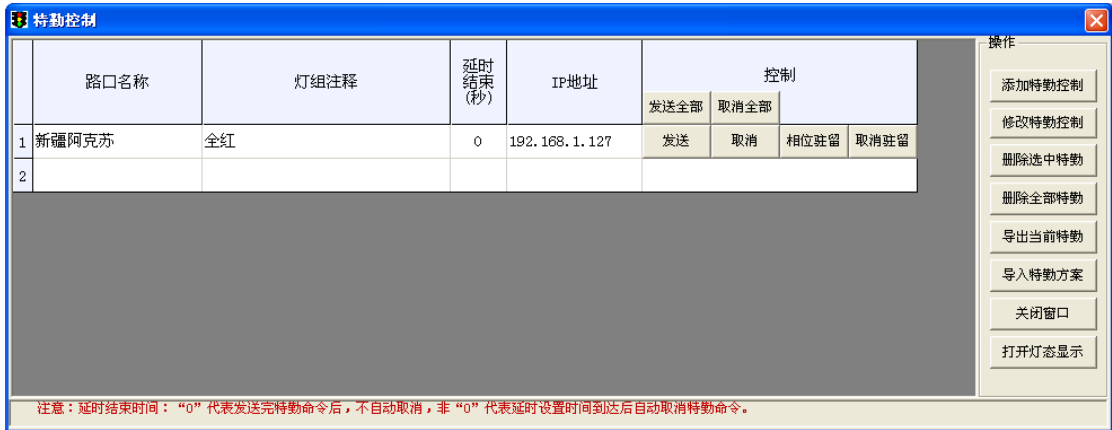 特勤控制
路口名称 灯组注释 延时结束(秒) IP地址 控制
发送全部 取消全部
1 新疆阿克苏 全红 0 192.168.1.127 发送 取消 相位驻留 取消驻留
2
操作
添加特勤控制
修改特勤控制
删除选中特勤
删除全部特勤
导出当前特勤
导入特勤方案
关闭窗口
打开灯态显示
注意：延时结束时间：“0”代表发送完特勤命令后，不自动取消，非“0”代表延时设置时间到达后自动取消特勤命令。